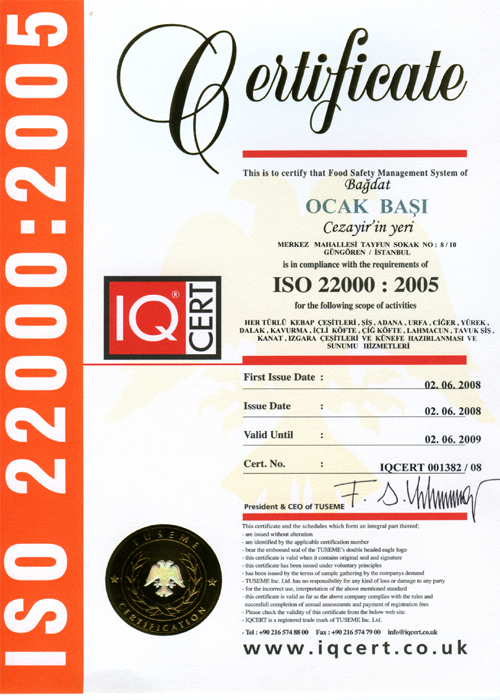 ISO 22000:2005
Certificate
This is to certify that Food Safety Management System of
Bağdat
OCAK BAŞI
Cezayir'in yeri
MERKEZ MAHALLESİ TAYFUN SOKAK NO : 8 / 10
GÜNGÖREN / İSTANBUL
is in compliance with the requirements of
ISO 22000 : 2005
for the following scope of activities
HER TÜRLÜ KEBAP ÇEŞİTLERİ , ŞİŞ , ADANA , URFA , CİĞER , YÜREK ,
DALAK , KAVURMA , İÇLİ KÖFTE , ÇİĞ KÖFTE , LAHMACUN , TAVUK ŞİŞ ,
KANAT , IZGARA ÇEŞİTLERİ VE KÜNEFE HAZIRLANMASI VE
SUNUMU HİZMETLERİ
IQ ®
CERT
First Issue Date : 02. 06. 2008
Issue Date : 02. 06. 2008
Valid Until : 02. 06. 2009
Cert. No. : IQCERT 001382 / 08
President & CEO of TUSEME
This certificate and the schedules which form an integral part thereof;
- are issued without alteration
- are identified by the applicable certification number
- bear the embossed seal of the TUSEME's double headed eagle logo
- this certificate is valid when it contains original seal and signature
- this certificate has been issued under voluntary principles
- has been issued by the terms of sample gathering by the companys demand
- TUSEME Inc. Ltd. has no responsibility for any kind of loss or damage to any party
- for the incorrect use, interpretation of the above mentioned standard
- this certificate is valid as far as the above company complies with the rules and
succesfull completion of annual assessments and payment of registration fees
- Please check the validity of this certificate from the below web site.
- IQCERT is a registered trade mark of TUSEME Inc. Ltd.
- Tel : +90 216 574 88 00 Fax : +90 216 574 79 00 info@iqcert.co.uk
www.iqcert.co.uk
TUSEME
CERTIFICATION